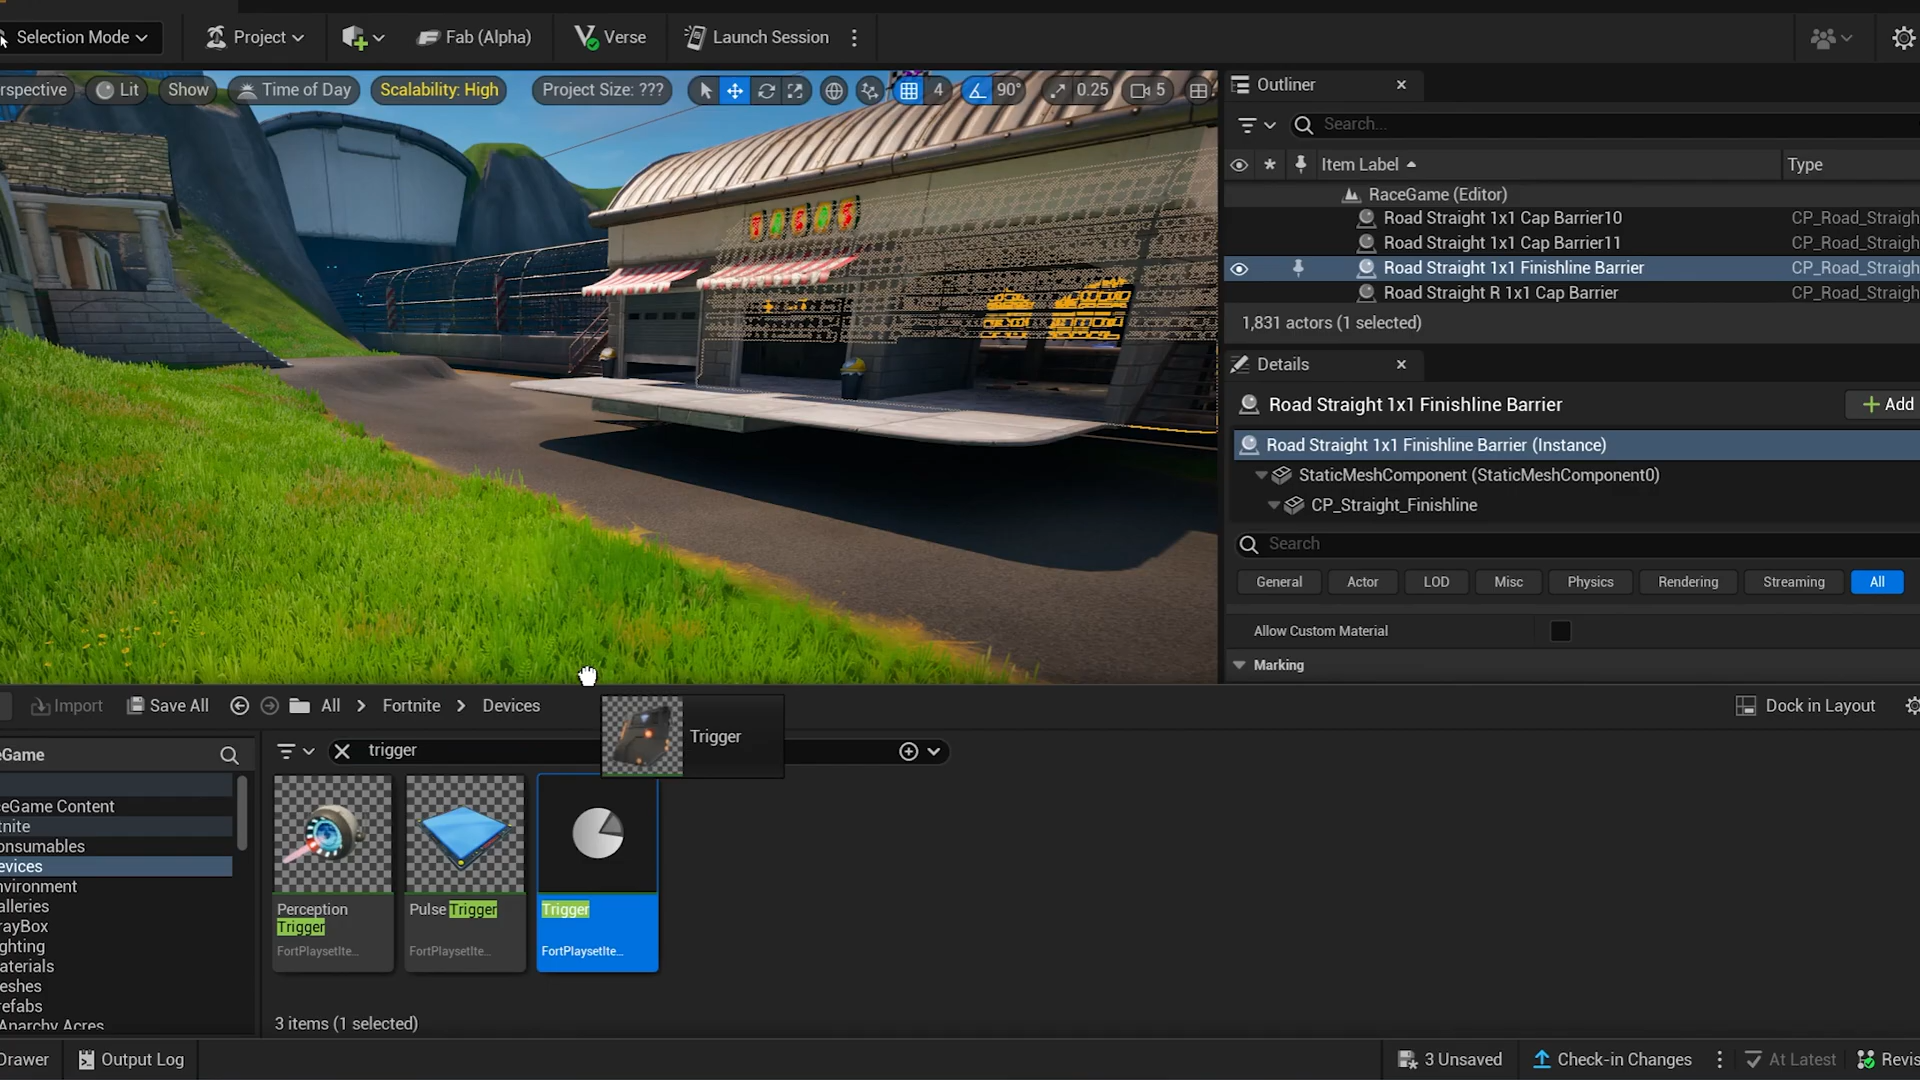 Selection Mode
Project
Fab (Alpha)
Verse
Launch Session
rspective
Lit
Show
Time of Day
Scalability: High
Project Size: ???
4
90°
0.25
5
TACOS
Outliner
Search...
Item Label
Type
RaceGame (Editor)
Road Straight 1x1 Cap Barrier10
CP_Road_Straigh
Road Straight 1x1 Cap Barrier11
CP_Road_Straigh
Road Straight 1x1 Finishline Barrier
CP_Road_Straigh
Road Straight R 1x1 Cap Barrier
CP_Road_Straigh
1,831 actors (1 selected)
Details
Road Straight 1x1 Finishline Barrier
Add
Road Straight 1x1 Finishline Barrier (Instance)
StaticMeshComponent (StaticMeshComponent0)
CP_Straight_Finishline
Search
General
Actor
LOD
Misc
Physics
Rendering
Streaming
All
Allow Custom Material
Marking
Import
Save All
All
Fortnite
Devices
Dock in Layout
eGame
trigger
Trigger
eGame Content
tnite
onsumables
evices
nvironment
alleries
rayBox
ghting
aterials
eshes
refabs
Anarchy Acres
Perception
Trigger
FortPlaysetIte...
Pulse Trigger
FortPlaysetIte...
Trigger
FortPlaysetIte...
3 items (1 selected)
Drawer
Output Log
3 Unsaved
Check-in Changes
At Latest
Revis